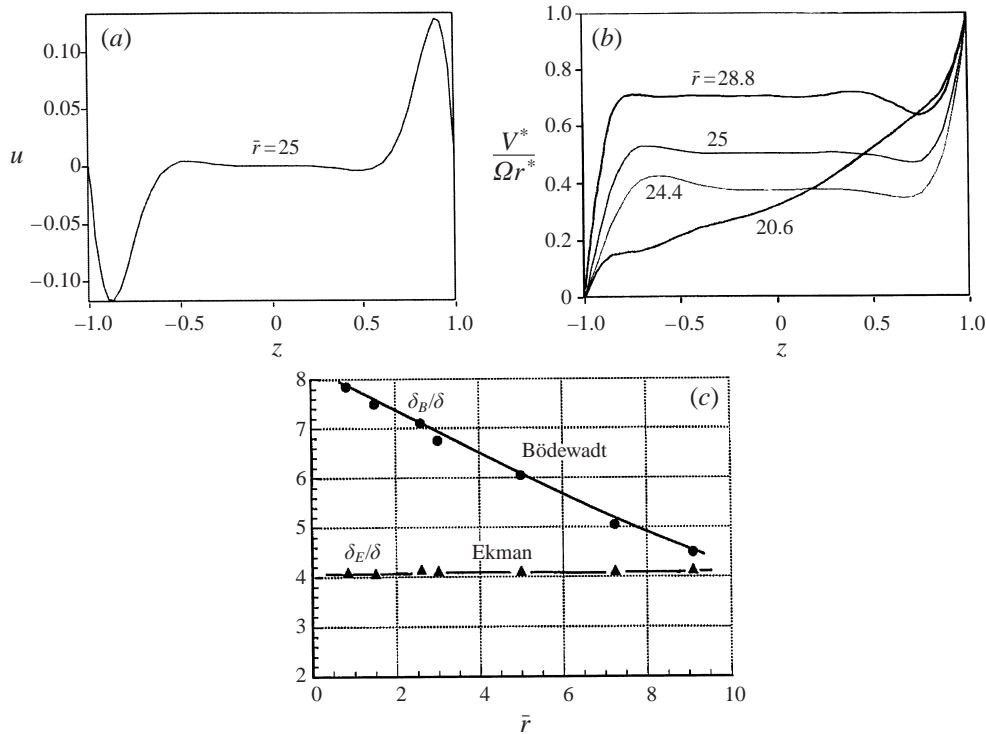 (a)
0.10
0.05
u
0
–0.05
–0.10
r̄ = 25
–1.0
–0.5
0
0.5
1.0
z
(b)
1.0
0.8
0.6
0.4
0.2
0
V*
Ωr*
r̄ = 28.8
25
24.4
20.6
–1.0
–0.5
0
0.5
1.0
z
(c)
8
7
6
5
4
3
2
δB/δ
Bödewadt
δE/δ
Ekman
0
2
4
6
8
10
r̄